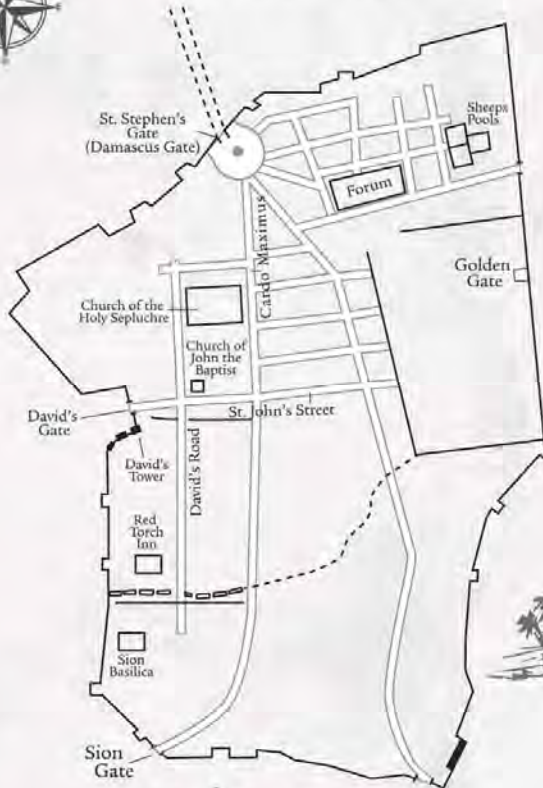 St. Stephen's
Gate
(Damascus Gate)
Sheeps
Pools
Forum
Cardo Maximus
Golden
Gate
Church of the
Holy Sepluchre
Church of
John the
Baptist
David's
Gate
St. John's Street
David's
Tower
David's Road
Red
Torch
Inn
Sion
Basilica
Sion
Gate